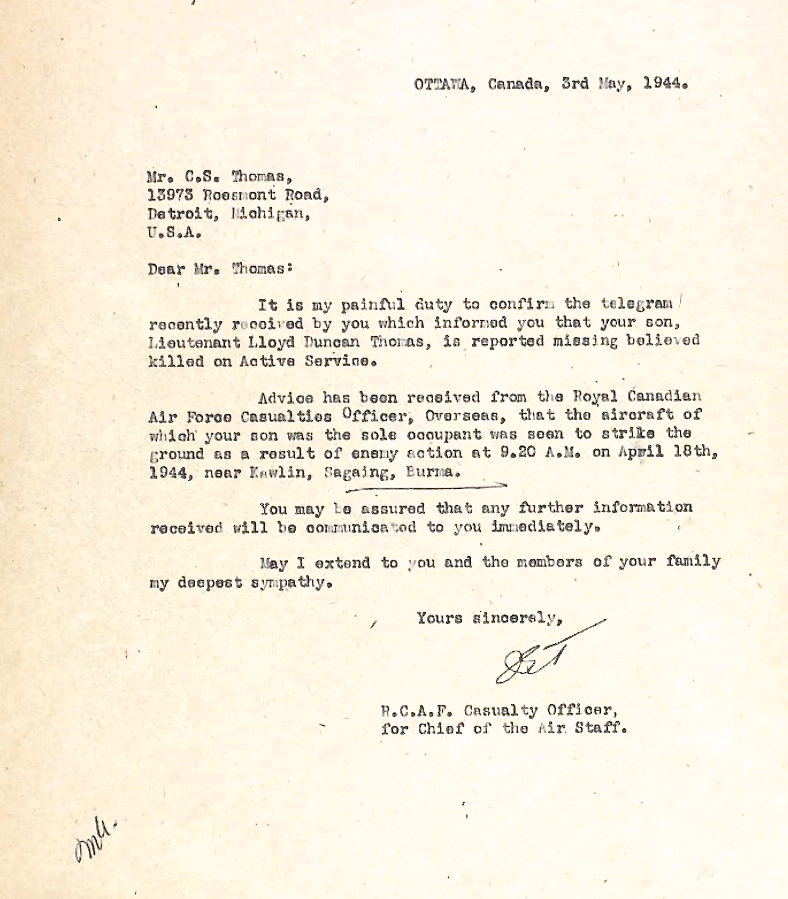 OTTAWA, Canada, 3rd May, 1944.
Mr. C.S. Thomas,
13973 Rosemont Road,
Detroit, Michigan,
U.S.A.
Dear Mr. Thomas:
It is my painful duty to confirm the telegram
recently received by you which informed you that your son,
Lieutenant Lloyd Duncan Thomas, is reported missing believed
killed on Active Service.
Advice has been received from the Royal Canadian
Air Force Casualties Officer, Overseas, that the aircraft of
which your son was the sole occupant was seen to strike the
ground as a result of enemy action at 9.20 A.M. on April 18th,
1944, near Kawlin, Sagaing, Burma.
You may be assured that any further information
received will be communicated to you immediately.
May I extend to you and the members of your family
my deepest sympathy.
Yours sincerely,
R.C.A.F. Casualty Officer,
for Chief of the Air Staff.